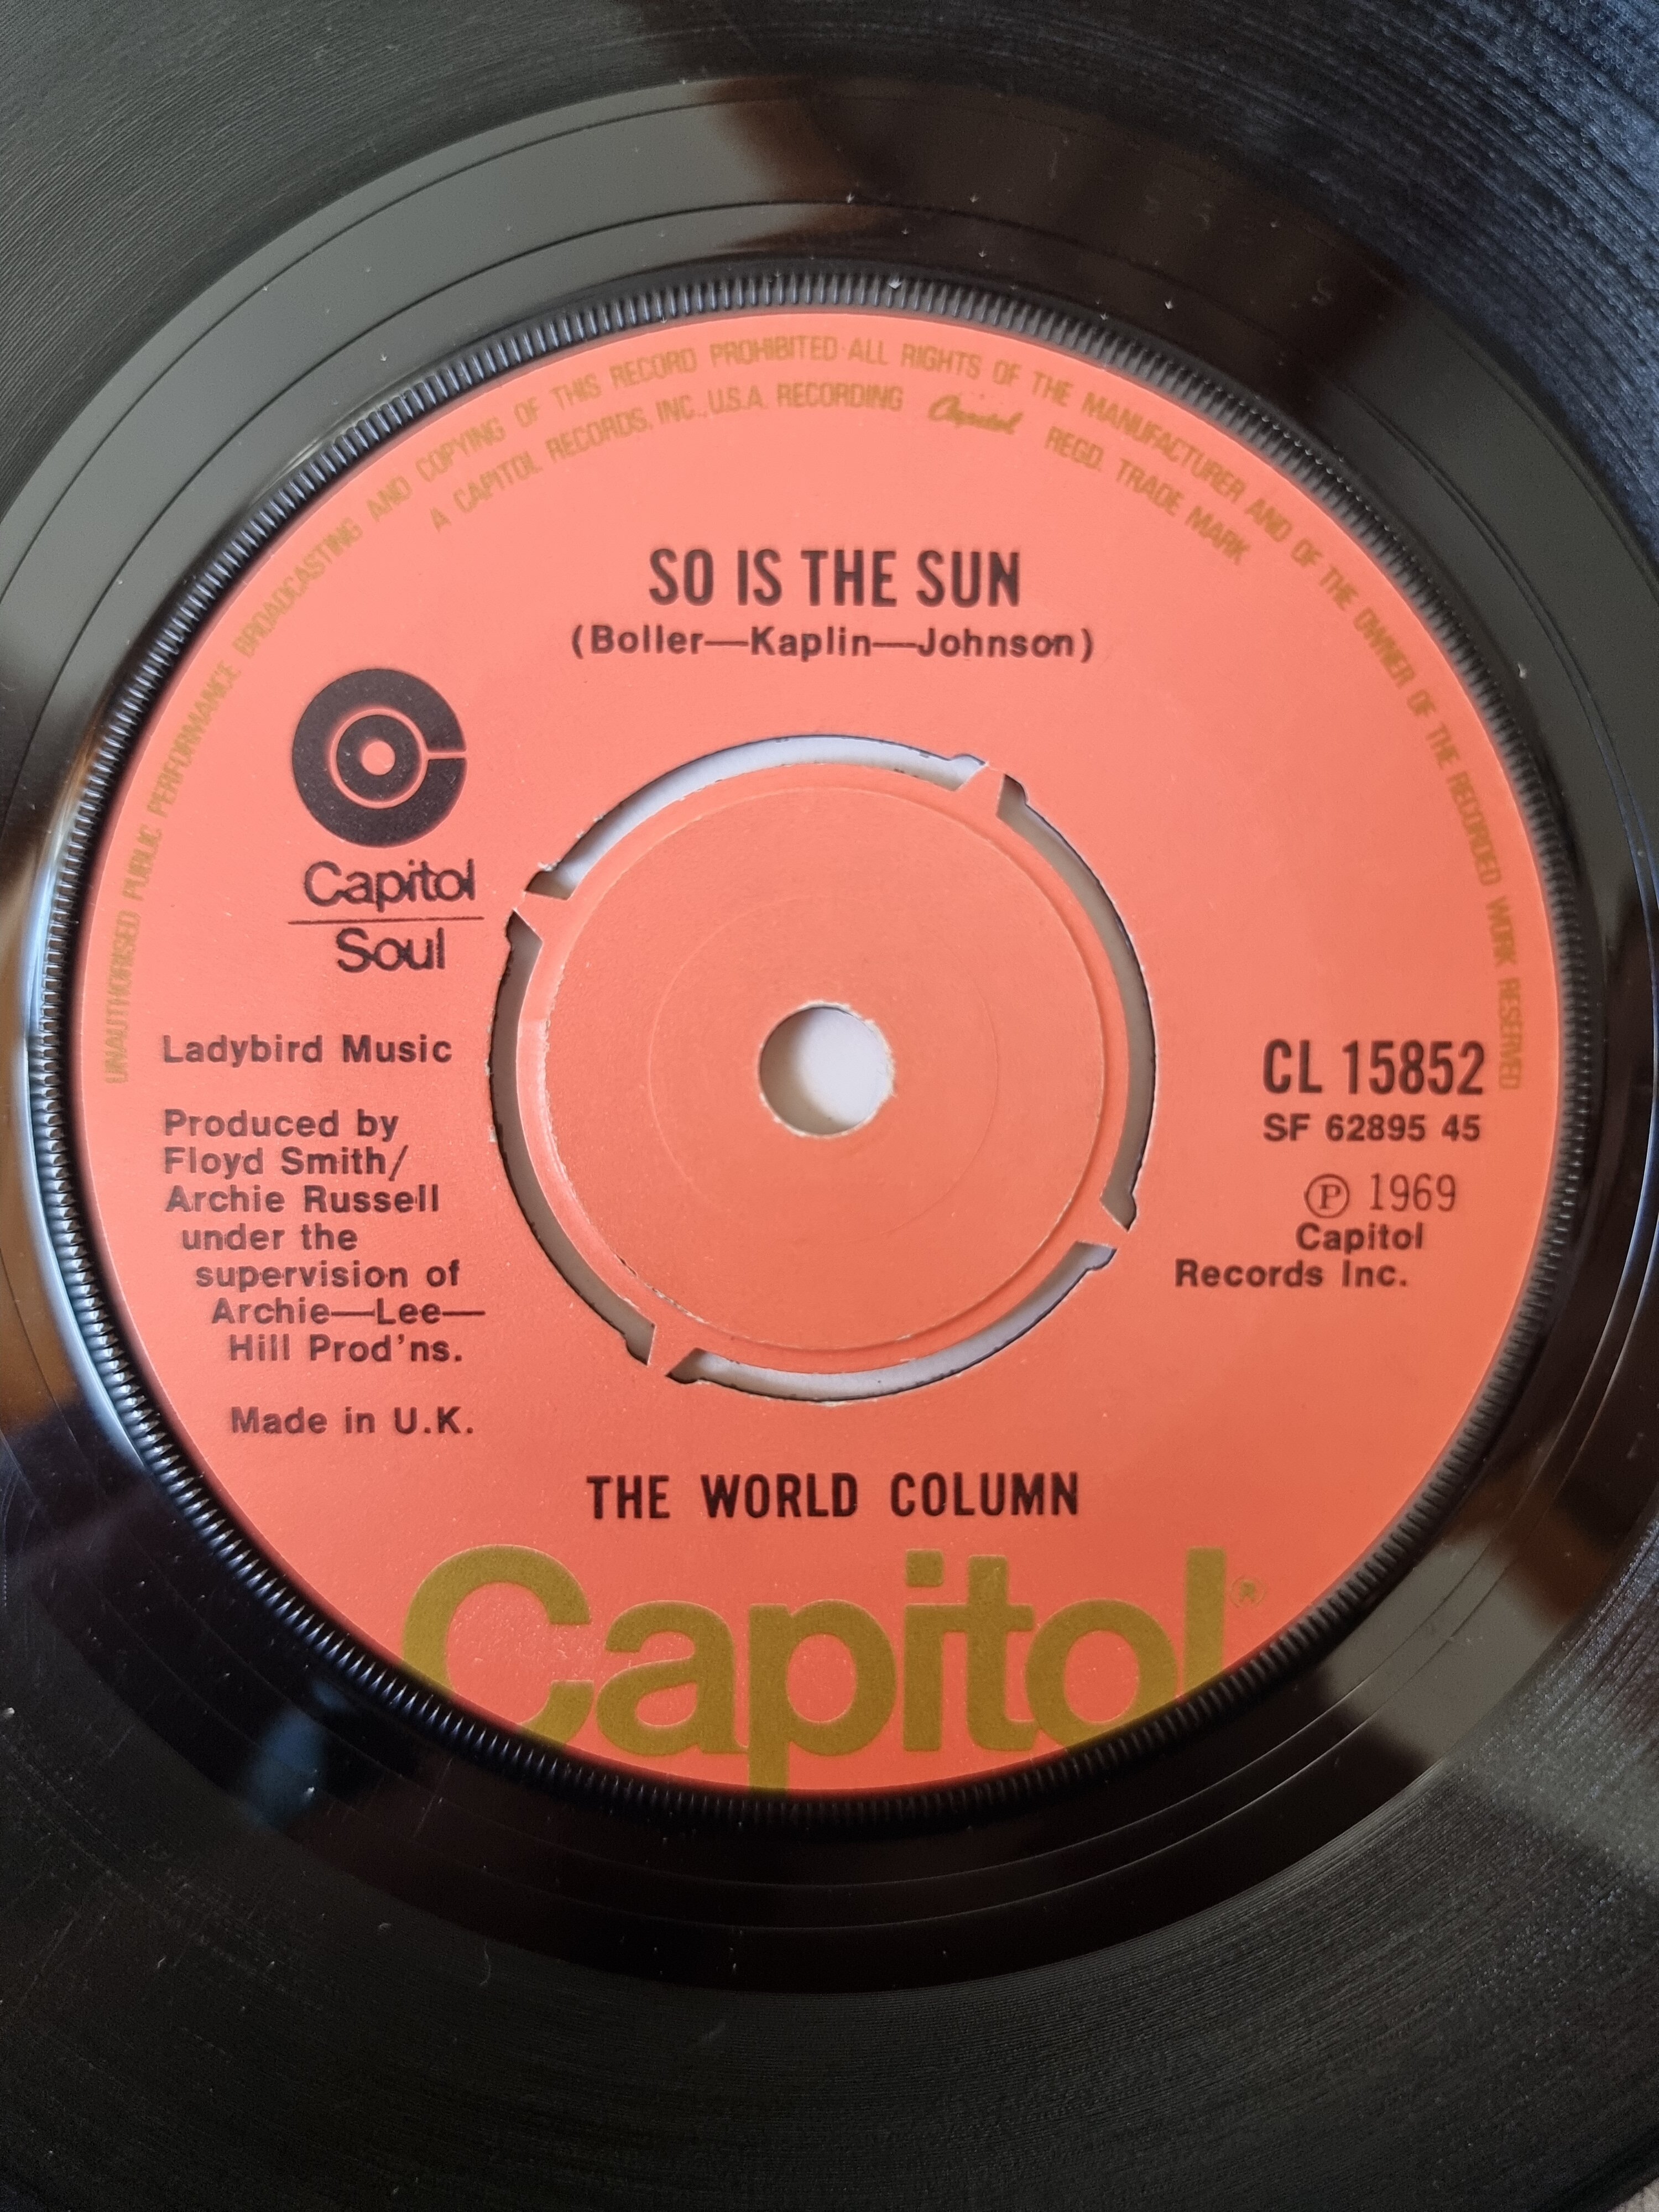 UNAUTHORISED PUBLIC PERFORMANCE BROADCASTING AND COPYING OF THIS RECORD PROHIBITED·ALL RIGHTS OF THE MANUFACTURER AND OF THE OWNER OF THE RECORDED WORK RESERVED
A CAPITOL RECORDS, INC., U.S.A. RECORDING Capitol REGD. TRADE MARK
SO IS THE SUN
(Boller—Kaplin—Johnson)
Capitol
Soul
Ladybird Music
Produced by
Floyd Smith/
Archie Russell
under the
supervision of
Archie—Lee—
Hill Prod'ns.
Made in U.K.
CL 15852
SF 62895 45
Ⓟ 1969
Capitol
Records Inc.
THE WORLD COLUMN
Capitol®